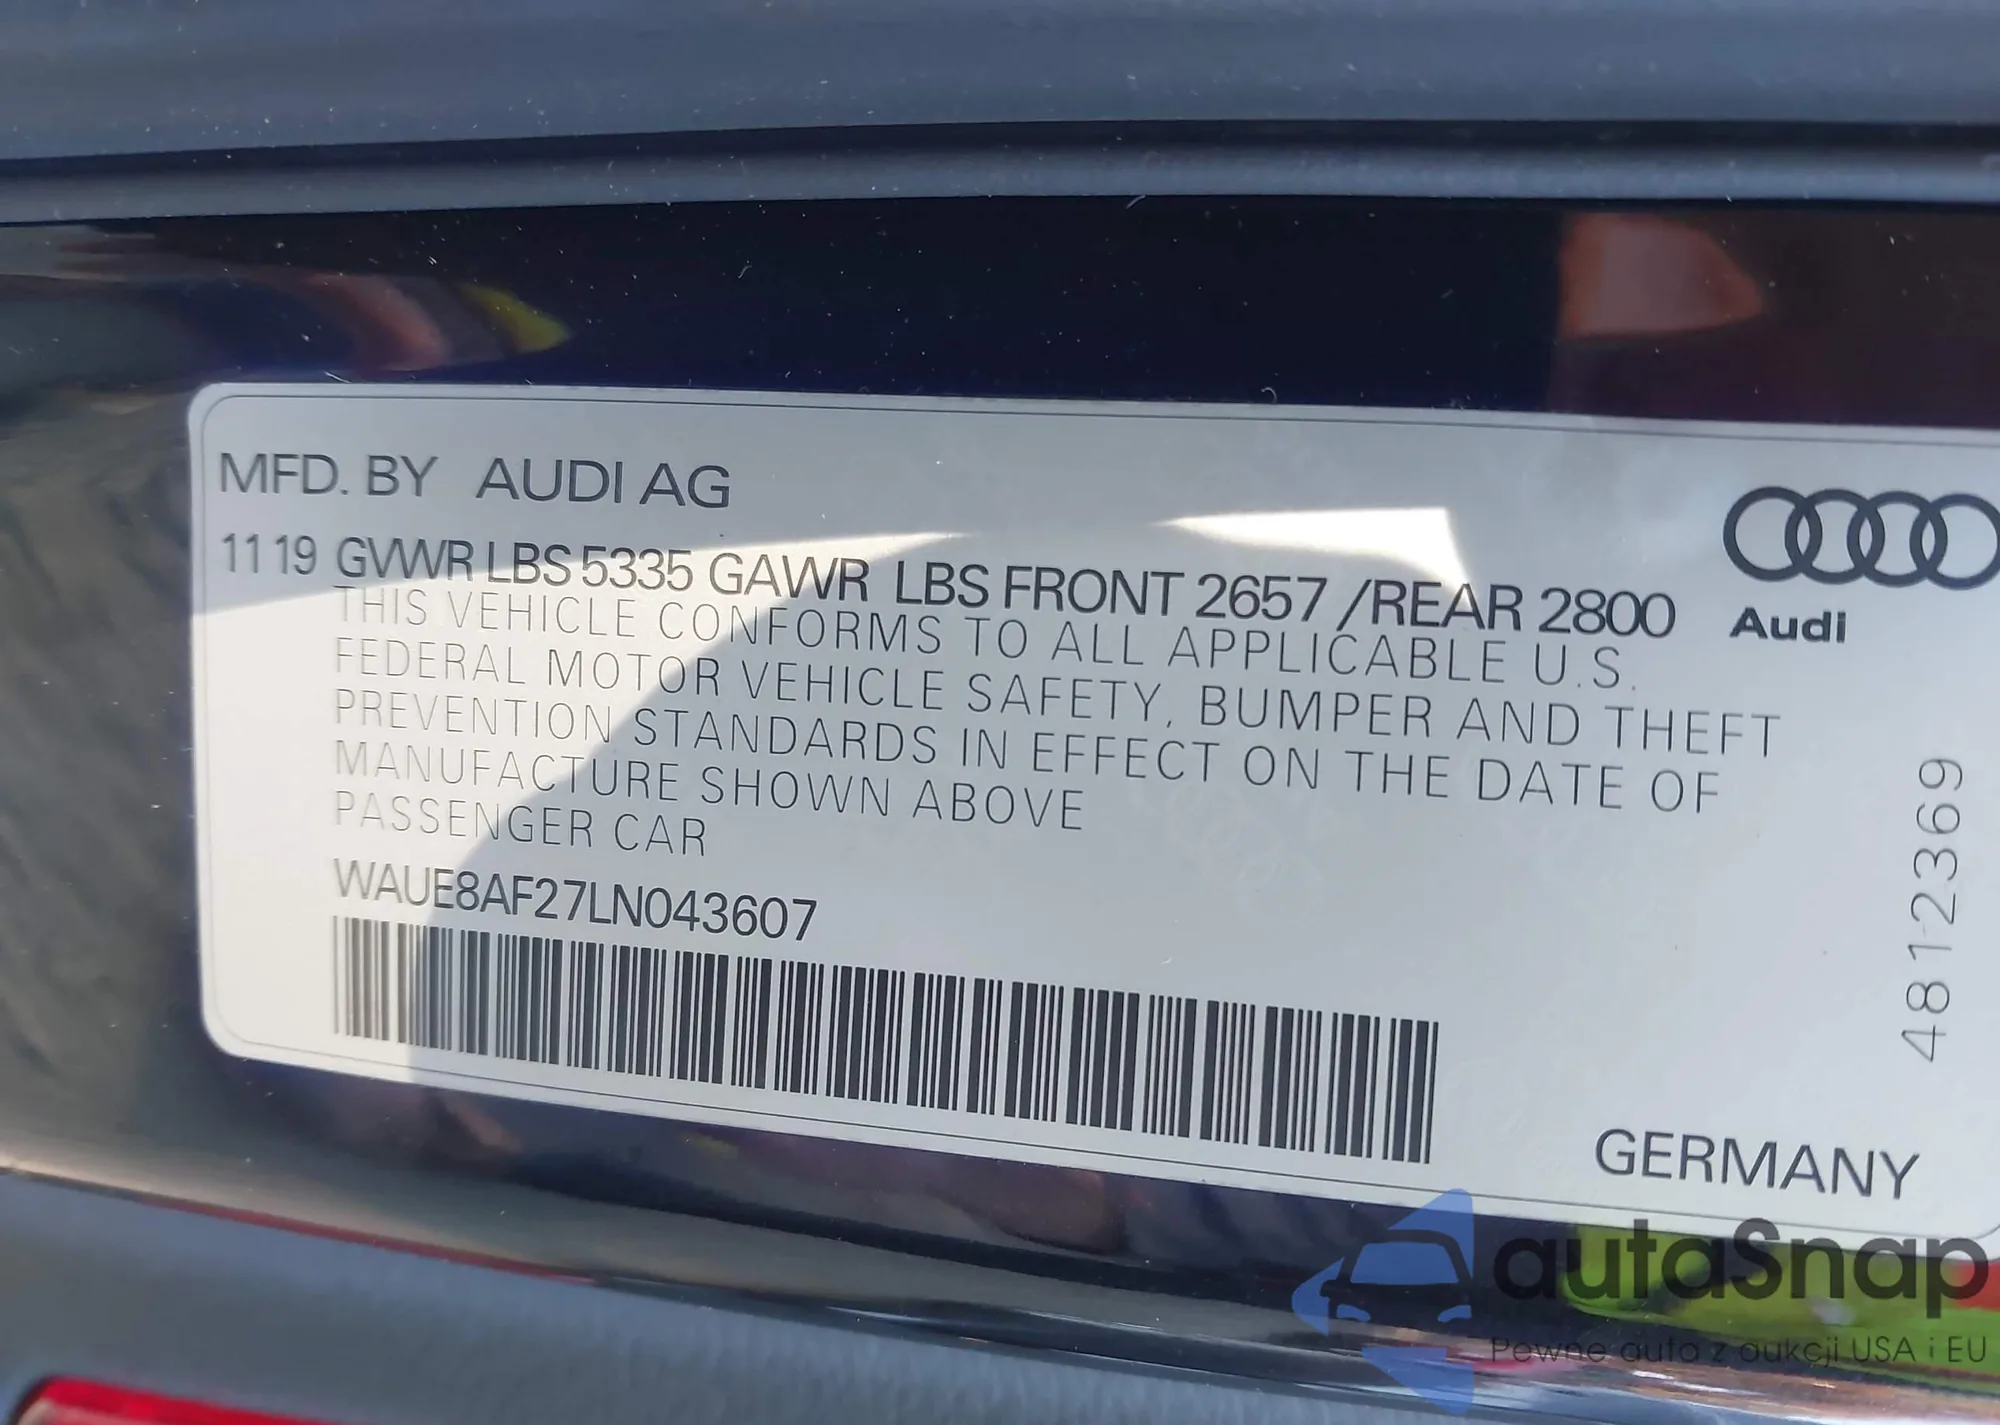 MFD. BY AUDI AG
11 19 GVWR LBS 5335 GAWR LBS FRONT 2657 /REAR 2800
THIS VEHICLE CONFORMS TO ALL APPLICABLE U.S.
FEDERAL MOTOR VEHICLE SAFETY, BUMPER AND THEFT
PREVENTION STANDARDS IN EFFECT ON THE DATE OF
MANUFACTURE SHOWN ABOVE
PASSENGER CAR
WAUE8AF27LN043607
Audi
4812369
GERMANY
autaSnap
Pewne auta z aukcji USA i EU